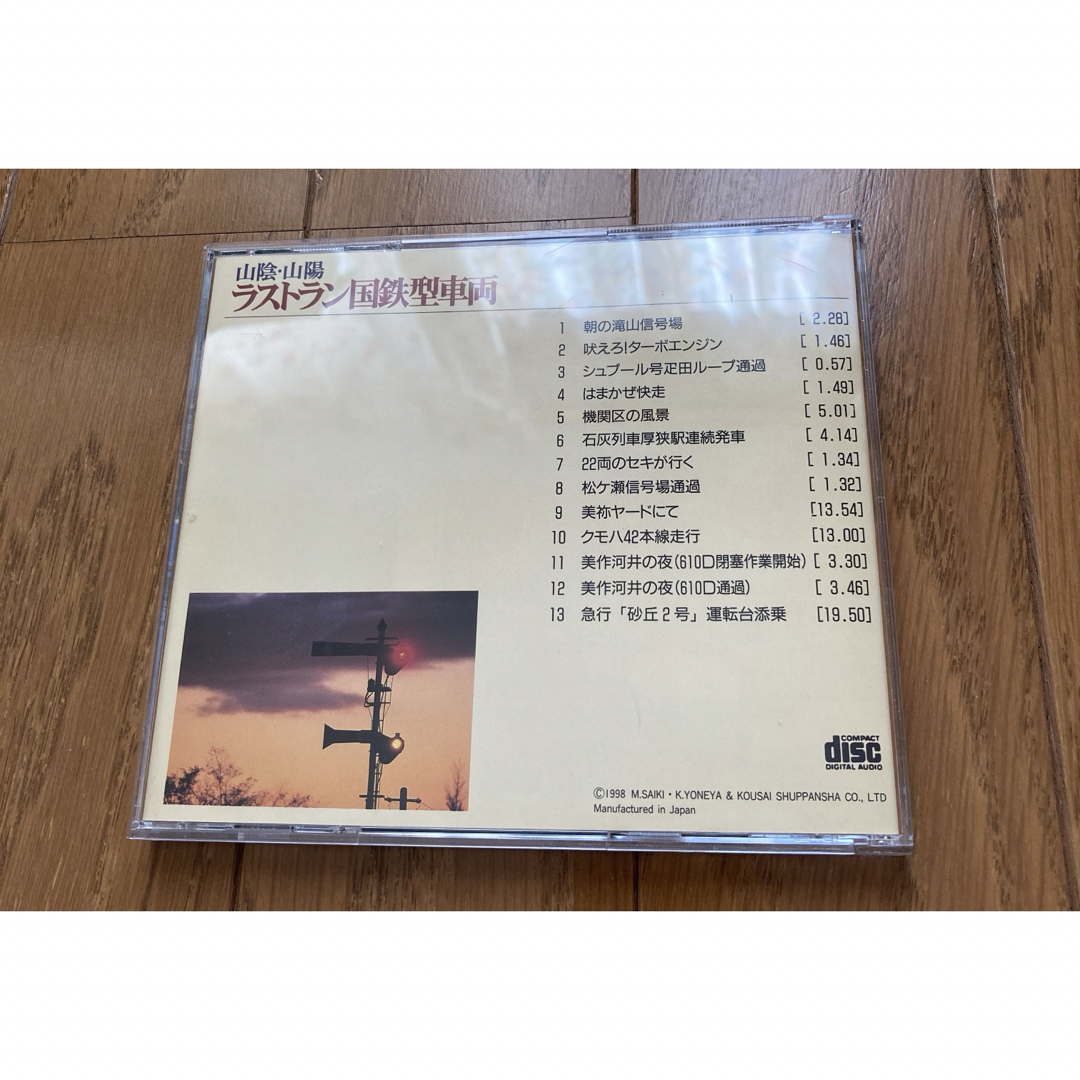 山陰・山陽
ラストラン国鉄型車両
1 朝の滝山信号場 [ 2.28]
2 吠えろ!ターボエンジン [ 1.46]
3 シュプール号疋田ループ通過 [ 0.57]
4 はまかぜ快走 [ 1.49]
5 機関区の風景 [ 5.01]
6 石灰列車厚狭駅連続発車 [ 4.14]
7 22両のセキが行く [ 1.34]
8 松ケ瀬信号場通過 [ 1.32]
9 美祢ヤードにて [13.54]
10 クモハ42本線走行 [13.00]
11 美作河井の夜(610D閉塞作業開始) [ 3.30]
12 美作河井の夜(610D通過) [ 3.46]
13 急行「砂丘2号」運転台添乗 [19.50]
COMPACT
disc
DIGITAL AUDIO
©1998 M.SAIKI・K.YONEYA & KOUSAI SHUPPANSHA CO., LTD
Manufactured in Japan